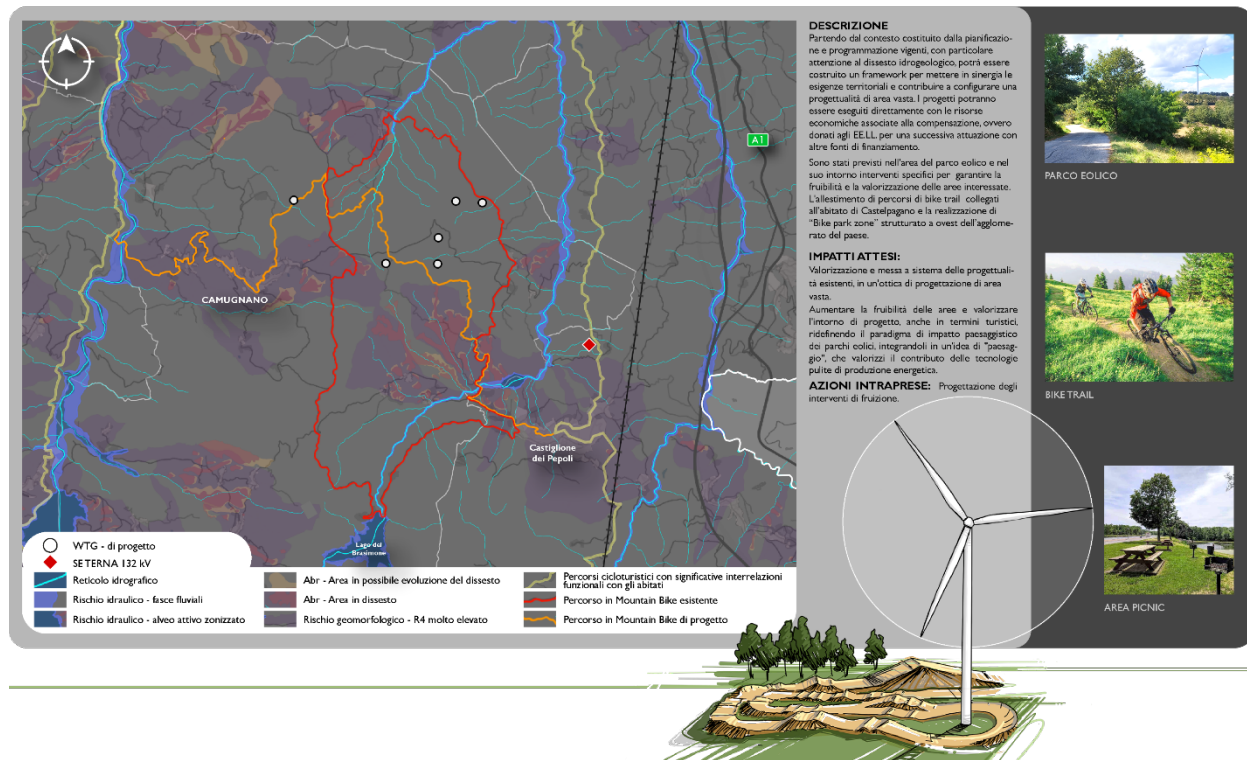 A1
CAMUGNANO
Castiglione
dei Pepoli
Lago del
Brasimone
WTG - di progetto
SE TERNA 132 kV
Reticolo idrografico
Rischio idraulico - fasce fluviali
Rischio idraulico - alveo attivo zonizzato
Abr - Area in possibile evoluzione del dissesto
Abr - Area in dissesto
Rischio geomorfologico - R4 molto elevato
Percorsi cicloturistici con significative interrelazioni
funzionali con gli abitati
Percorso in Mountain Bike esistente
Percorso in Mountain Bike di progetto
DESCRIZIONE
Partendo dal contesto costituito dalla pianificazio-
ne e programmazione vigenti, con particolare
attenzione al dissesto idrogeologico, potrà essere
costruito un framework per mettere in sinergia le
esigenze territoriali e contribuire a configurare una
progettualità di area vasta. I progetti potranno
essere eseguiti direttamente con le risorse
economiche associate alla compensazione, ovvero
donati agli EE.LL. per una successiva attuazione con
altre fonti di finanziamento.
Sono stati previsti nell'area del parco eolico e nel
suo intorno interventi specifici per garantire la
fruibilità e la valorizzazione delle aree interessate.
L'allestimento di percorsi di bike trail collegati
all'abitato di Castelpagano e la realizzazione di
"Bike park zone" strutturato a ovest dell'agglome-
rato del paese.
IMPATTI ATTESI:
Valorizzazione e messa a sistema delle progettuali-
tà esistenti, in un'ottica di progettazione di area
vasta.
Aumentare la fruibilità delle aree e valorizzare
l'intorno di progetto, anche in termini turistici,
ridefinendo il paradigma di impatto paesaggistico
dei parchi eolici, integrandoli in un'idea di "paesag-
gio", che valorizzi il contributo delle tecnologie
pulite di produzione energetica.
AZIONI INTRAPRESE: Progettazione degli
interventi di fruizione.
PARCO EOLICO
BIKE TRAIL
AREA PICNIC